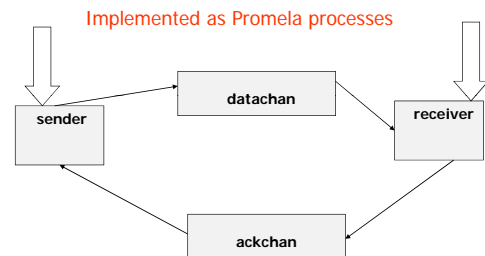 Implemented as Promela processes
datachan
sender
receiver
ackchan